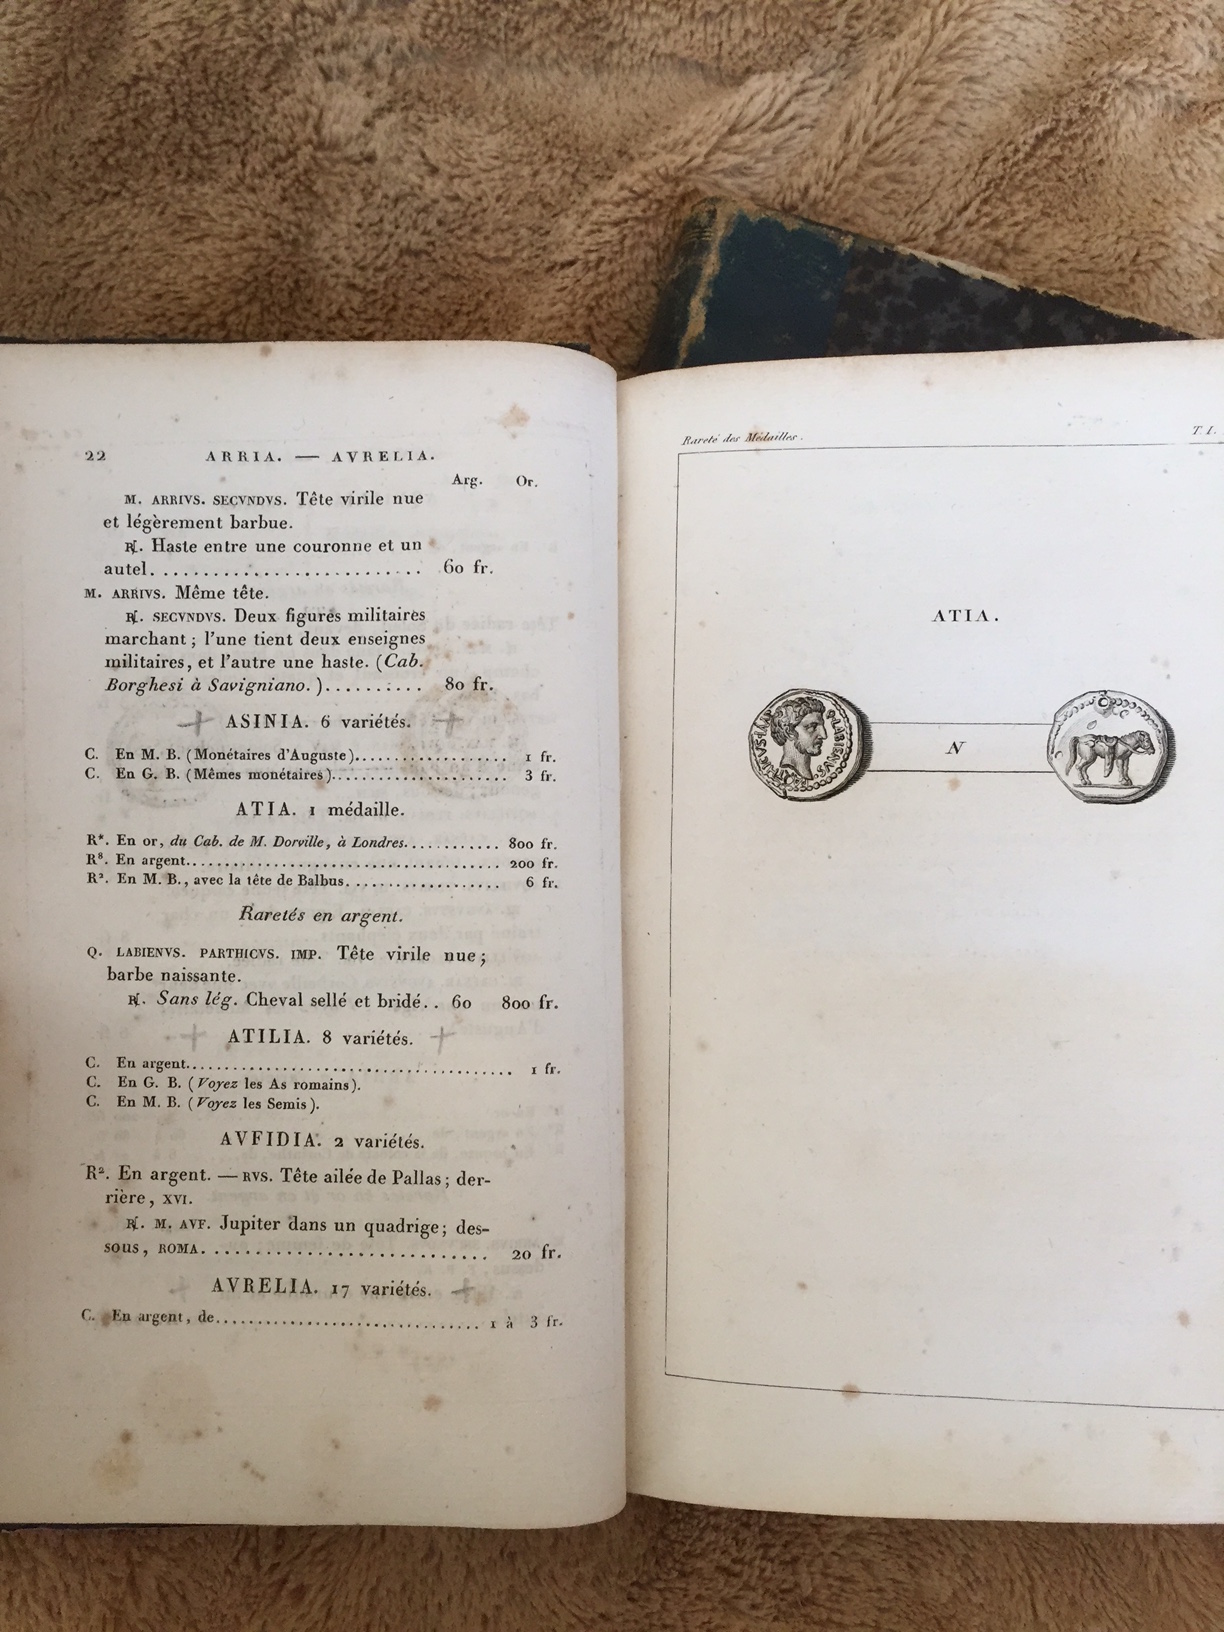 22 ARRIA. — AVRELIA.
Arg. Or.
M. ARRIVS. SECVNDVS. Tête virile nue
et légèrement barbue.
℞. Haste entre une couronne et un
autel. . . . . . . . . . . . . . . . . . . . . . . . . . 60 fr.
M. ARRIVS. Même tête.
℞. SECVNDVS. Deux figures militaires
marchant ; l'une tient deux enseignes
militaires, et l'autre une haste. (Cab.
Borghesi à Savigniano. ).......... 80 fr.
ASINIA. 6 variétés.
C. En M. B. (Monétaires d'Auguste).................. 1 fr.
C. En G. B. (Mêmes monétaires)..................... 3 fr.
ATIA. 1 médaille.
R*. En or, du Cab. de M. Dorville, à Londres............ 800 fr.
R⁸. En argent...................................... 200 fr.
R². En M. B., avec la tête de Balbus................... 6 fr.
Raretés en argent.
Q. LABIENVS. PARTHICVS. IMP. Tête virile nue ;
barbe naissante.
℞. Sans lég. Cheval sellé et bridé.. 60 800 fr.
ATILIA. 8 variétés.
C. En argent....................................... 1 fr.
C. En G. B. (Voyez les As romains).
C. En M. B. (Voyez les Semis).
AVFIDIA. 2 variétés.
R². En argent. — RVS. Tête ailée de Pallas ; der-
rière, XVI.
℞. M. AVF. Jupiter dans un quadrige ; des-
sous, ROMA. . . . . . . . . . . . . . . . . . . . . . . . . . 20 fr.
AVRELIA. 17 variétés.
C. En argent, de................................ 1 à 3 fr.
Rareté des Médailles. T. I.
ATIA.
Q·LABIENVS PARTHICVS·IMP
N